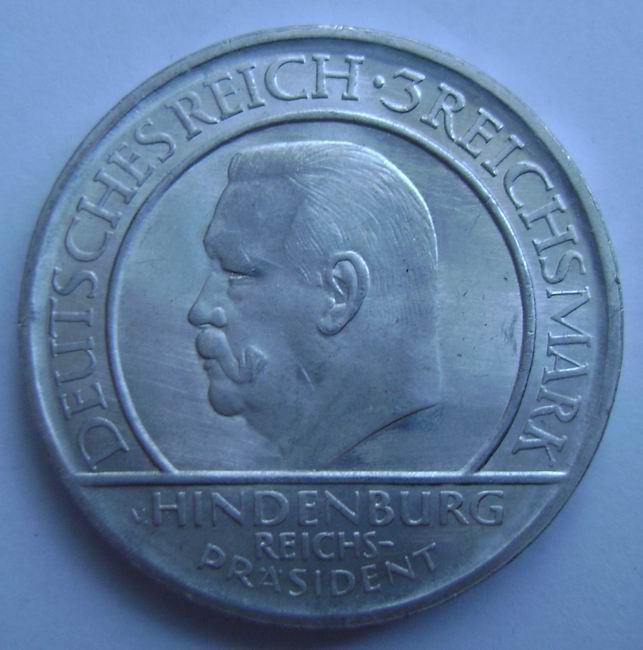 DEUTSCHES REICH · 3 REICHSMARK
v. HINDENBURG
REICHS-
PRÄSIDENT